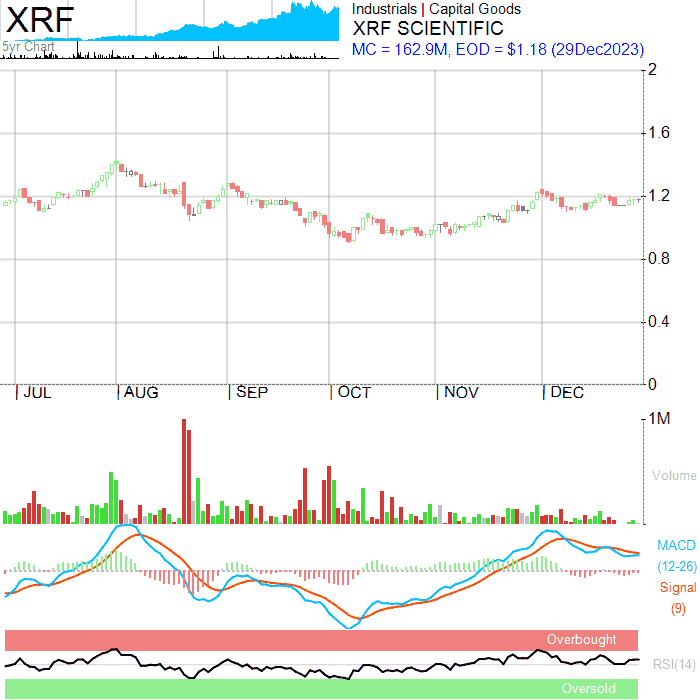 XRF
5yr Chart
Industrials | Capital Goods
XRF SCIENTIFIC
MC = 162.9M, EOD = $1.18 (29Dec2023)
2
1.6
1.2
0.8
0.4
0
JUL AUG SEP OCT NOV DEC
1M
Volume
MACD
(12-26)
Signal
(9)
Overbought
RSI(14)
Oversold